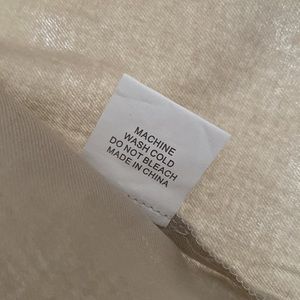 MACHINE
WASH COLD
DO NOT BLEACH
MADE IN CHINA